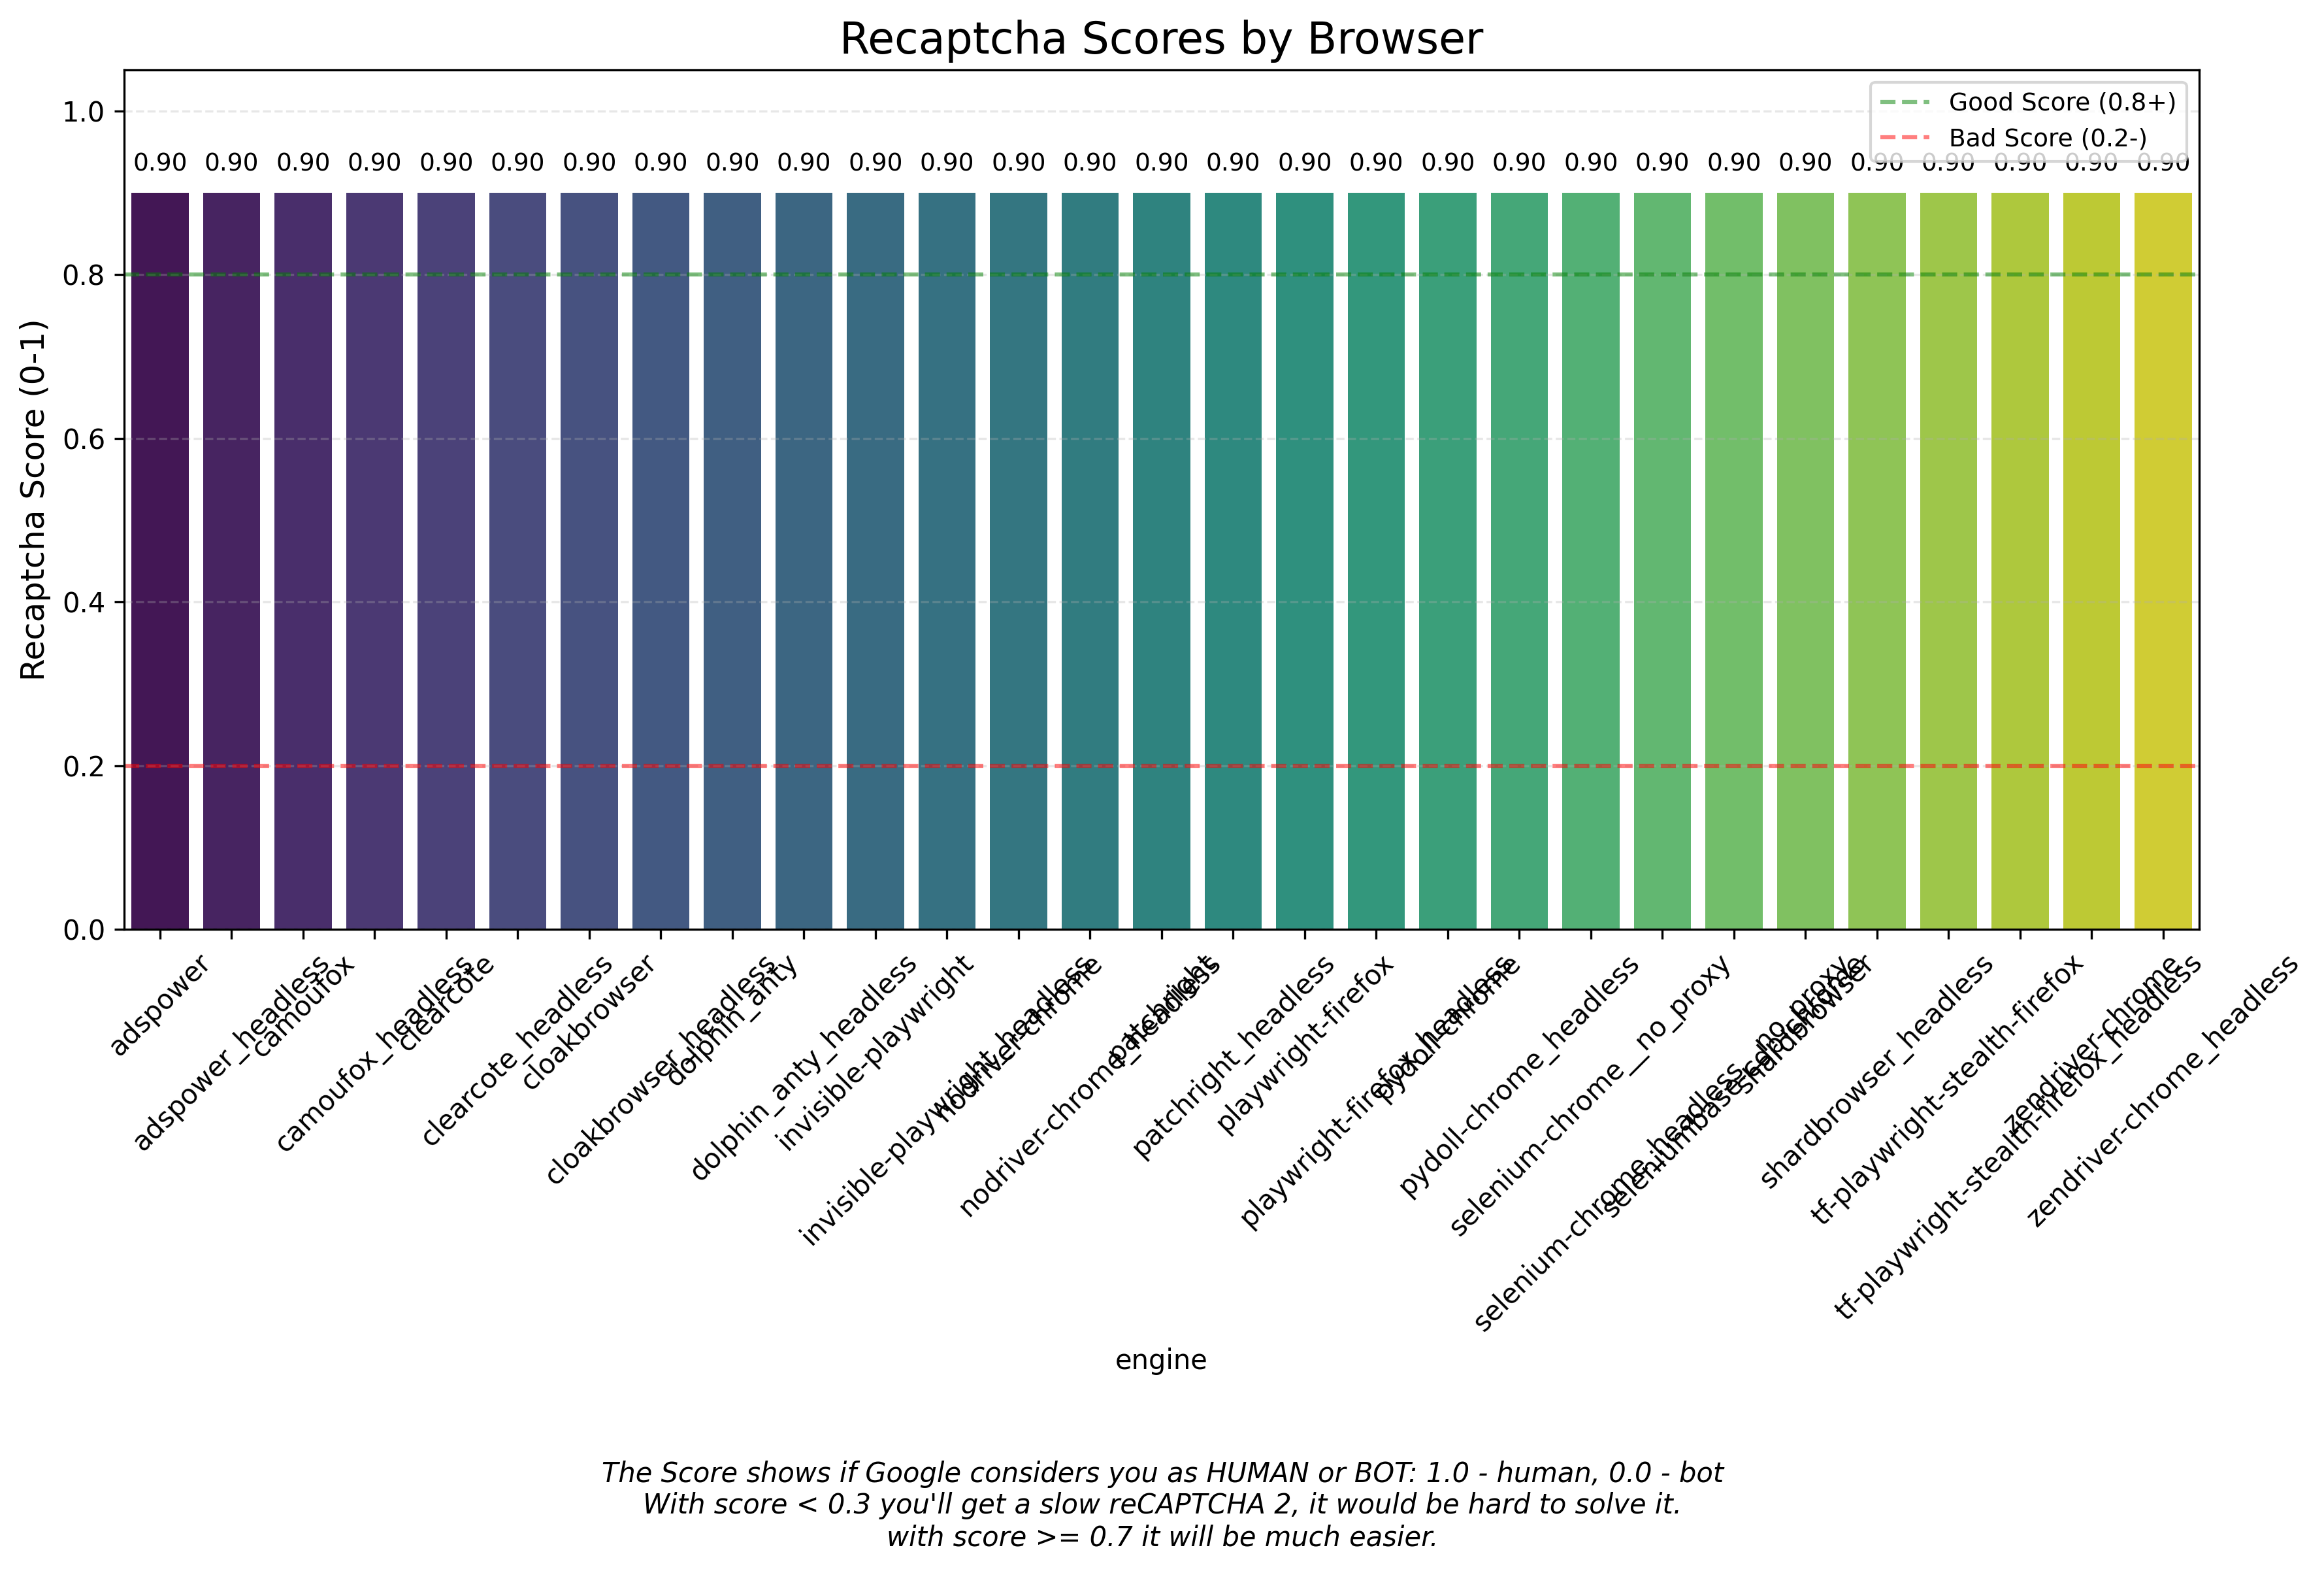 Recaptcha Scores by Browser
Good Score (0.8+)
Bad Score (0.2-)
0.90 0.90 0.90 0.90 0.90 0.90 0.90 0.90 0.90 0.90 0.90 0.90 0.90 0.90 0.90 0.90 0.90 0.90 0.90 0.90 0.90 0.90 0.90 0.90 0.90 0.90 0.90 0.90 0.90
Recaptcha Score (0-1)
1.0
0.8
0.6
0.4
0.2
0.0
adspower
adspower_headless
camoufox
camoufox_headless
clearcote
clearcote_headless
cloakbrowser
cloakbrowser_headless
dolphin_anty
dolphin_anty_headless
invisible-playwright
invisible-playwright_headless
nodriver-chrome
nodriver-chrome_headless
patchright
patchright_headless
playwright-firefox
playwright-firefox_headless
pydoll-chrome
pydoll-chrome_headless
selenium-chrome__no_proxy
selenium-chrome_headless__no_proxy
seleniumbase-cdp-chrome
shardbrowser
shardbrowser_headless
tf-playwright-stealth-firefox
tf-playwright-stealth-firefox_headless
zendriver-chrome
zendriver-chrome_headless
engine
The Score shows if Google considers you as HUMAN or BOT: 1.0 - human, 0.0 - bot
With score < 0.3 you'll get a slow reCAPTCHA 2, it would be hard to solve it.
with score >= 0.7 it will be much easier.